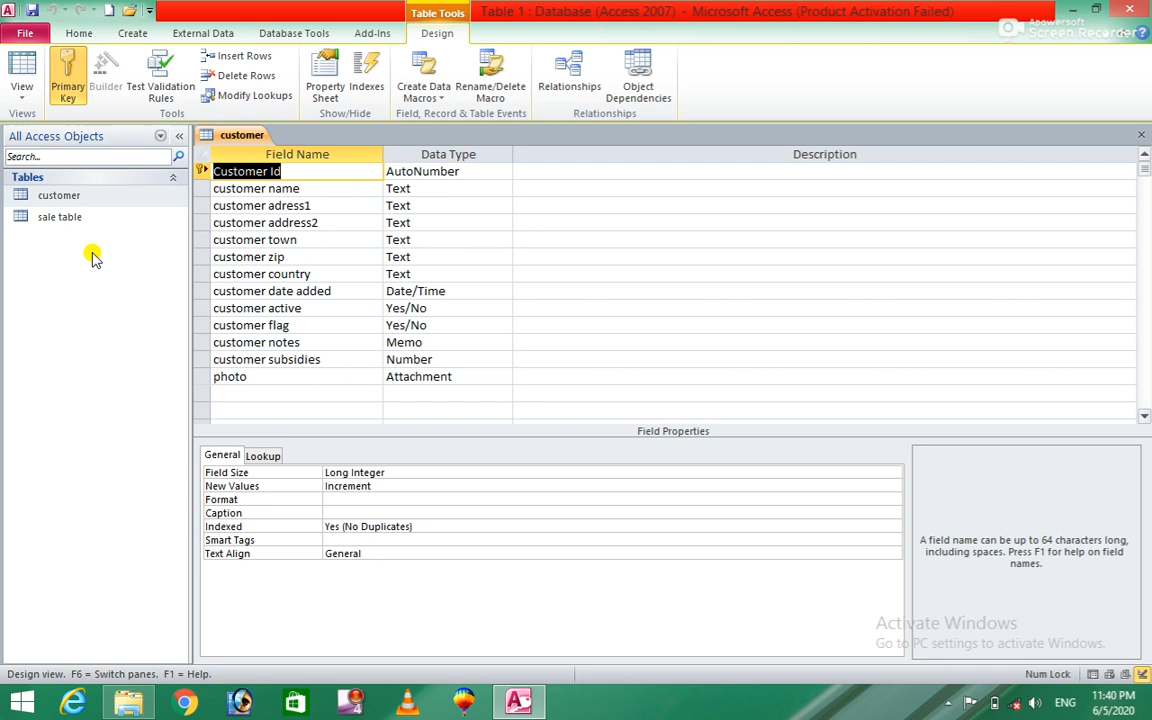 Table Tools
Table 1 : Database (Access 2007) - Microsoft Access (Product Activation Failed)
Apowersoft
Screen Recorder
File Home Create External Data Database Tools Add-Ins Design
View
Primary Key
Builder
Test Validation Rules
Insert Rows
Delete Rows
Modify Lookups
Property Sheet
Indexes
Create Data Macros
Rename/Delete Macro
Relationships
Object Dependencies
Views Tools Show/Hide Field, Record & Table Events Relationships
All Access Objects
Search...
Tables
customer
sale table
customer
Field Name Data Type Description
Customer Id AutoNumber
customer name Text
customer adress1 Text
customer address2 Text
customer town Text
customer zip Text
customer country Text
customer date added Date/Time
customer active Yes/No
customer flag Yes/No
customer notes Memo
customer subsidies Number
photo Attachment
Field Properties
General Lookup
Field Size Long Integer
New Values Increment
Format
Caption
Indexed Yes (No Duplicates)
Smart Tags
Text Align General
A field name can be up to 64 characters long,
including spaces. Press F1 for help on field
names.
Activate Windows
Go to PC settings to activate Windows.
Design view. F6 = Switch panes. F1 = Help.
Num Lock
ENG
11:40 PM
6/5/2020